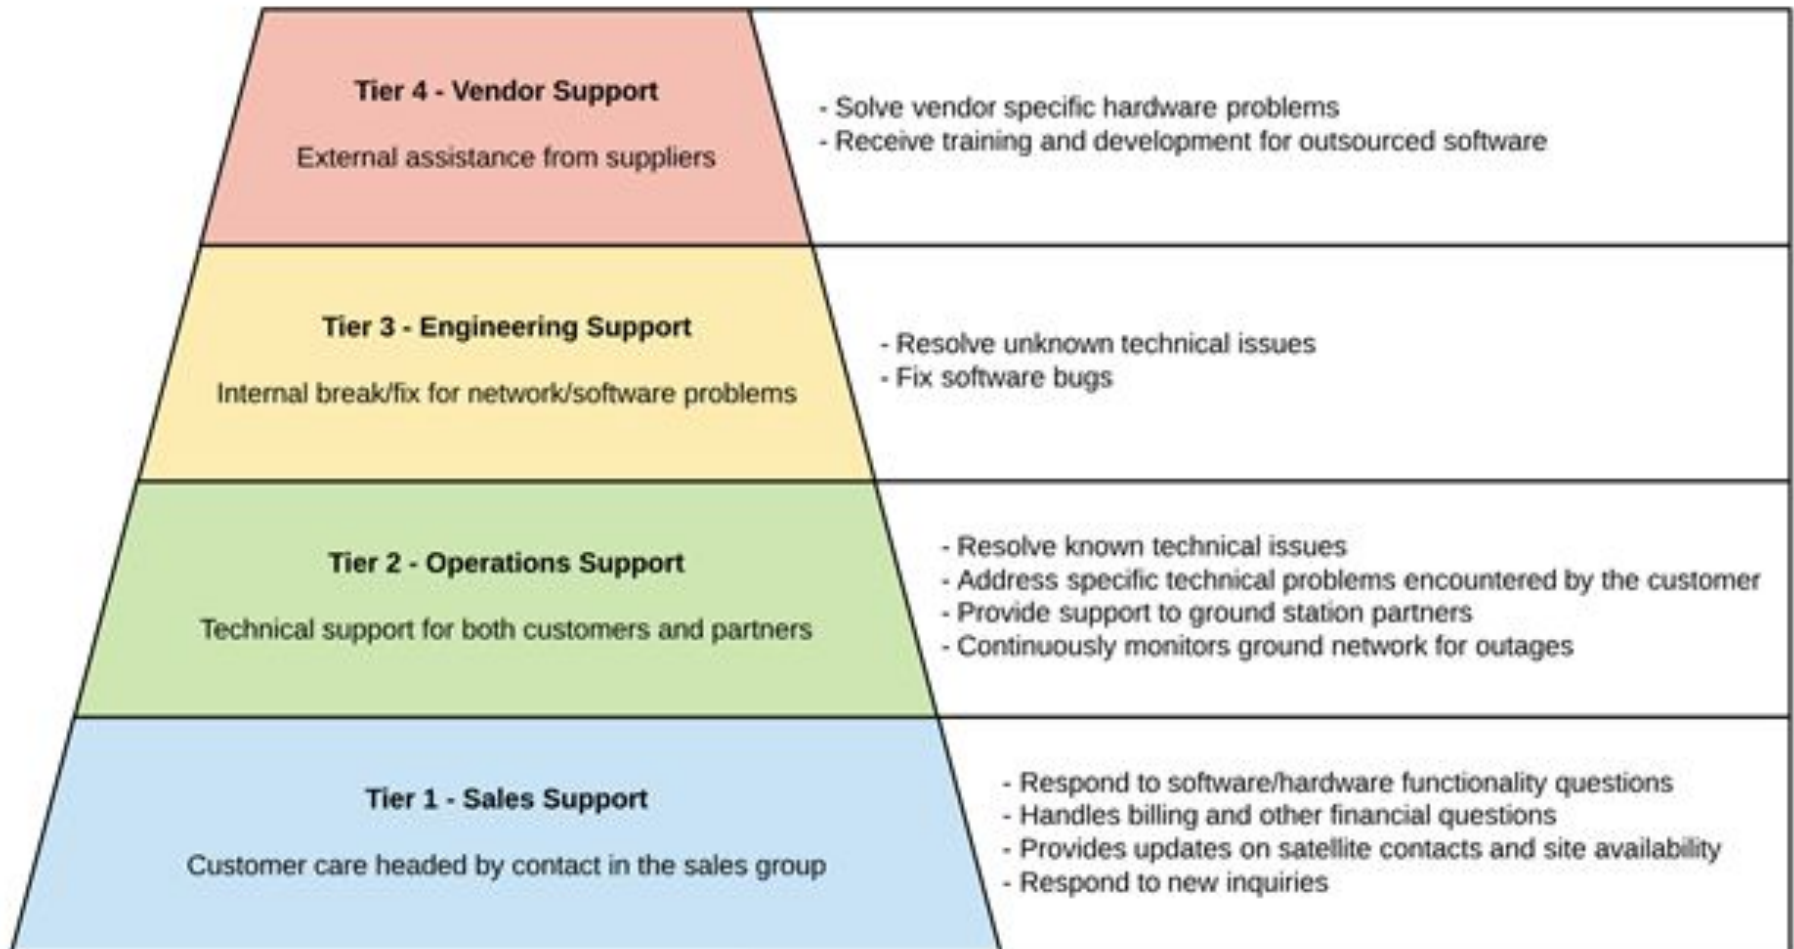 Tier 4 - Vendor Support
External assistance from suppliers
- Solve vendor specific hardware problems
- Receive training and development for outsourced software
Tier 3 - Engineering Support
Internal break/fix for network/software problems
- Resolve unknown technical issues
- Fix software bugs
Tier 2 - Operations Support
Technical support for both customers and partners
- Resolve known technical issues
- Address specific technical problems encountered by the customer
- Provide support to ground station partners
- Continuously monitors ground network for outages
Tier 1 - Sales Support
Customer care headed by contact in the sales group
- Respond to software/hardware functionality questions
- Handles billing and other financial questions
- Provides updates on satellite contacts and site availability
- Respond to new inquiries